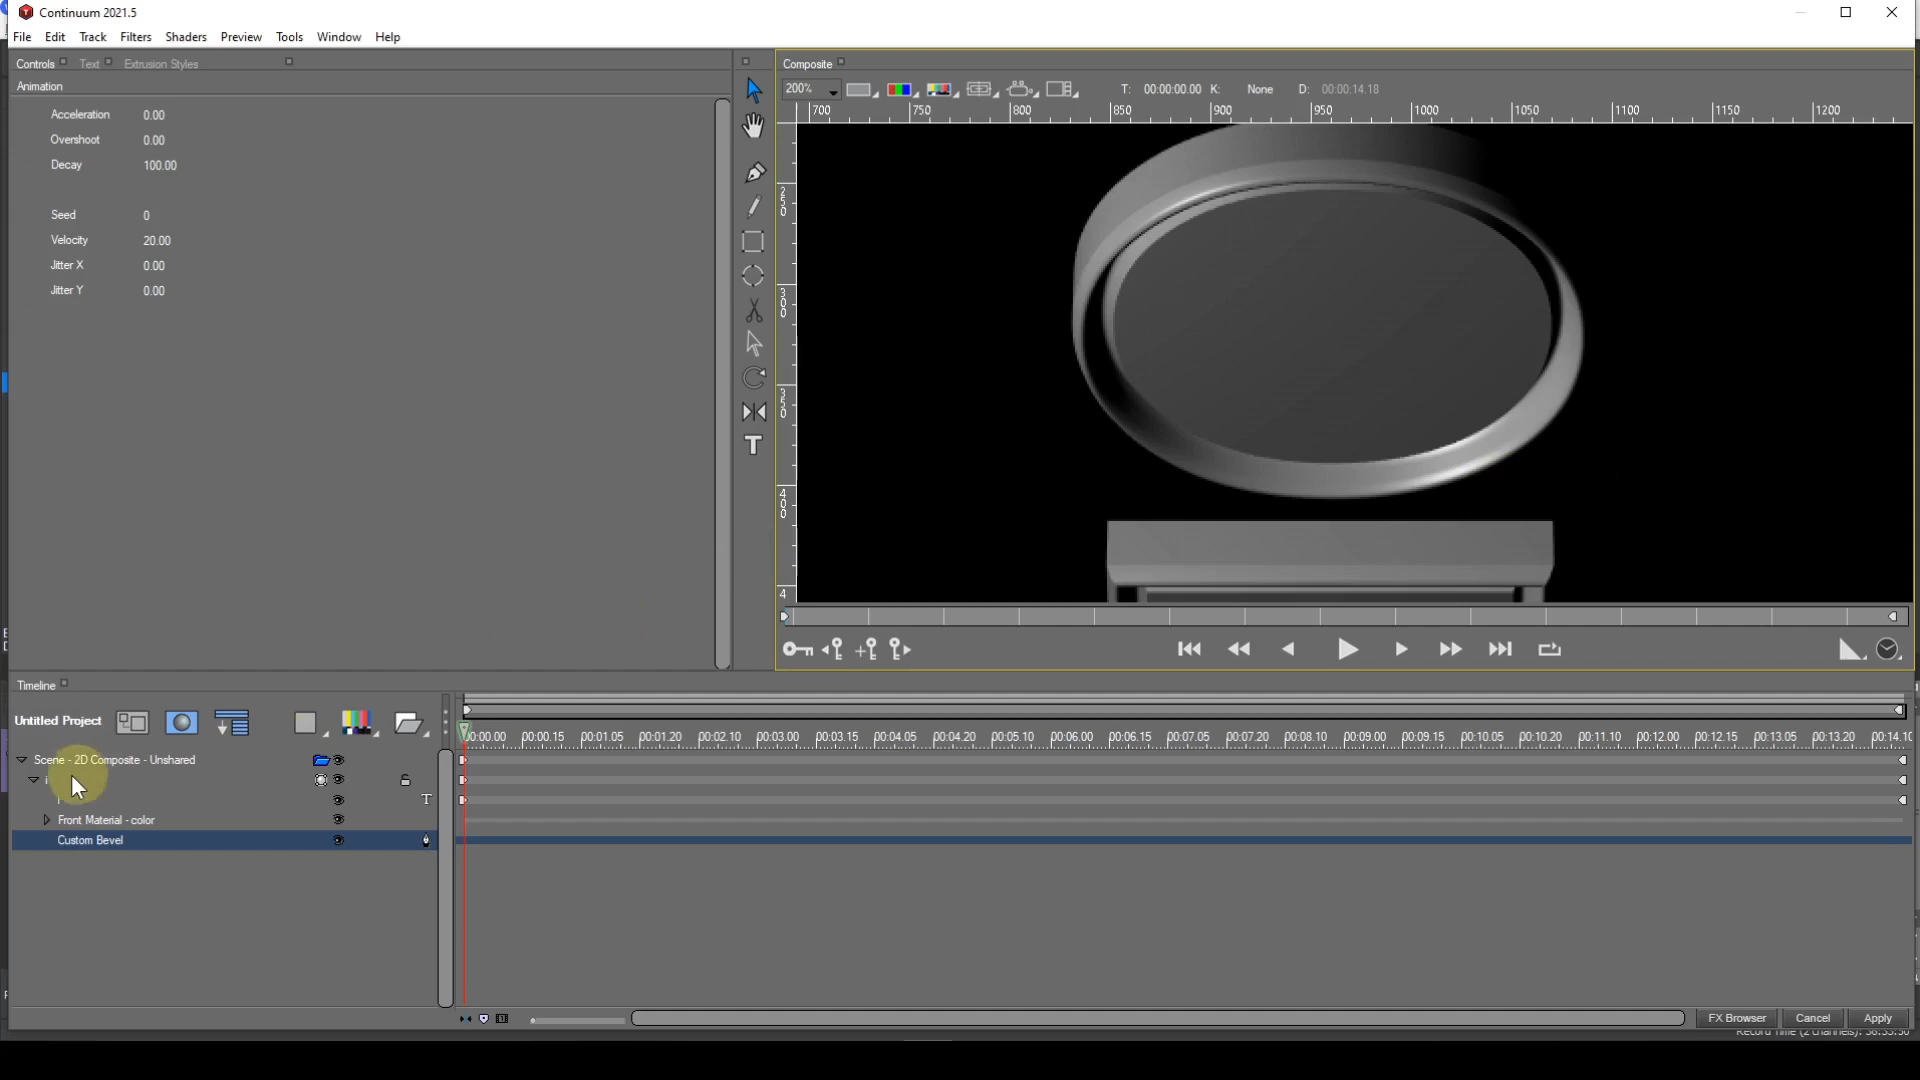 Continuum 2021.5
File Edit Track Filters Shaders Preview Tools Window Help
Controls Text Extrusion Styles
Animation
Acceleration 0.00
Overshoot 0.00
Decay 100.00
Seed 0
Velocity 20.00
Jitter X 0.00
Jitter Y 0.00
Composite
200% T: 00:00:00.00 K: None D: 00:00:14.18
700 750 800 850 900 950 1000 1050 1100 1150 1200
250
300
350
400
4
Timeline
Untitled Project
00:00.00 00:00.15 00:01.05 00:01.20 00:02.10 00:03.00 00:03.15 00:04.05 00:04.20 00:05.10 00:06.00 00:06.15 00:07.05 00:07.20 00:08.10 00:09.00 00:09.15 00:10.05 00:10.20 00:11.10 00:12.00 00:12.15 00:13.05 00:13.20 00:14.10
Scene - 2D Composite - Unshared
i
T
Front Material - color
Custom Bevel
FX Browser Cancel Apply